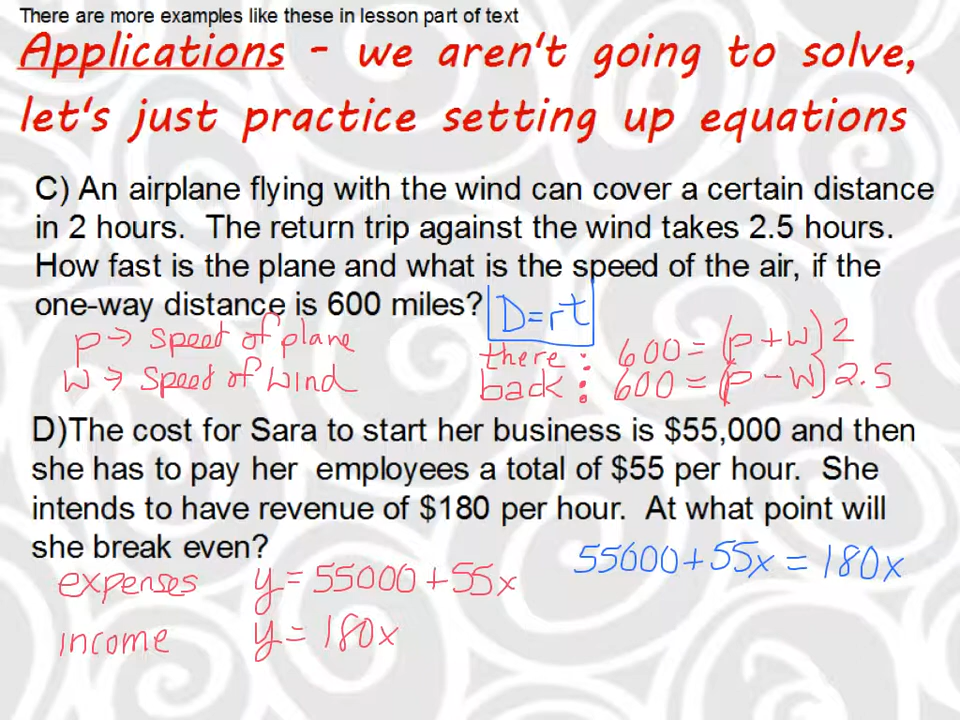 There are more examples like these in lesson part of text
Applications - we aren't going to solve,
let's just practice setting up equations
C) An airplane flying with the wind can cover a certain distance
in 2 hours. The return trip against the wind takes 2.5 hours.
How fast is the plane and what is the speed of the air, if the
one-way distance is 600 miles?
D=rt
p→ speed of plane
w→ speed of wind
there: 600=(p+w)2
back: 600=(p-w)2.5
D)The cost for Sara to start her business is $55,000 and then
she has to pay her employees a total of $55 per hour. She
intends to have revenue of $180 per hour. At what point will
she break even?
expenses y=55000+55x
income y=180x
55000+55x=180x